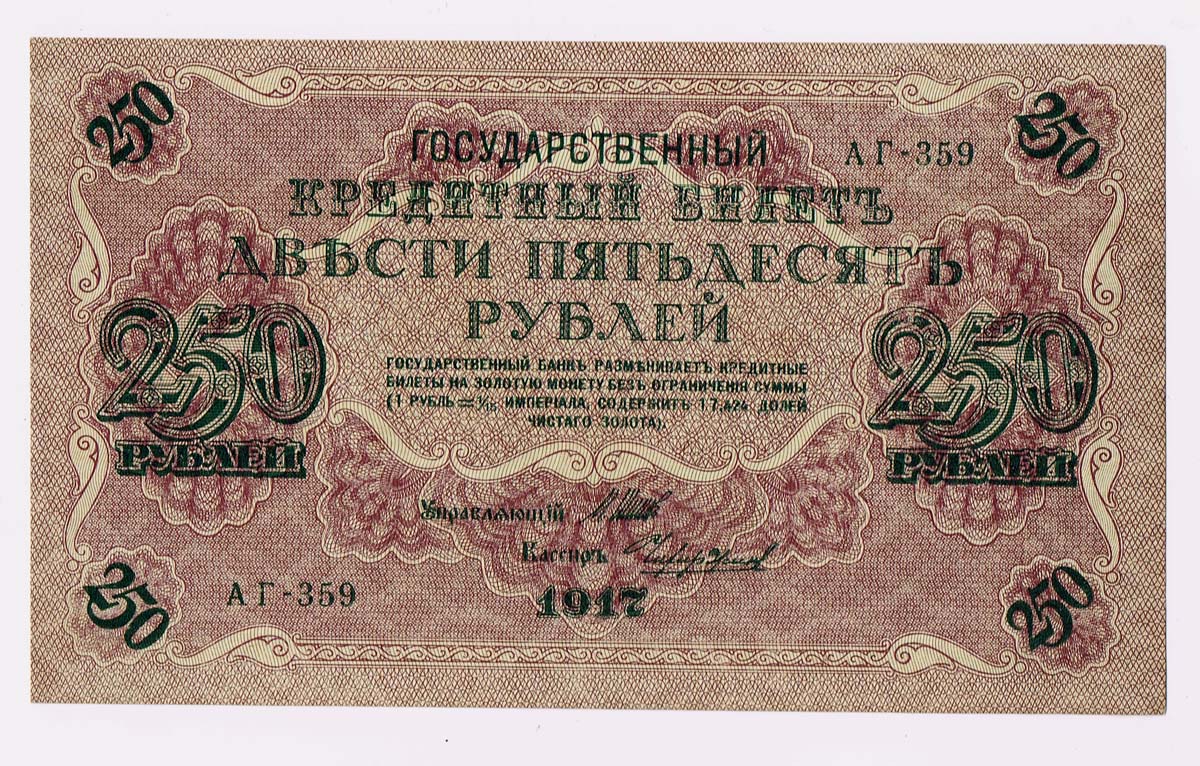 250
250
ГОСУДАРСТВЕННЫЙ
АГ-359
КРЕДИТНЫЙ БИЛЕТЪ
ДВѢСТИ ПЯТЬДЕСЯТЪ
РУБЛЕЙ
250
РУБЛЕЙ
ГОСУДАРСТВЕННЫЙ БАНКЪ РАЗМѢНИВАЕТЪ КРЕДИТНЫЕ
БИЛЕТЫ НА ЗОЛОТУЮ МОНЕТУ БЕЗЪ ОГРАНИЧЕНІЯ СУММЫ
(1 РУБЛЬ = 1/15 ИМПЕРІАЛА, СОДЕРЖИТЪ 17,424 ДОЛЕЙ
ЧИСТАГО ЗОЛОТА).
250
РУБЛЕЙ
Управляющій
Кассиръ
АГ-359
1917
250
250